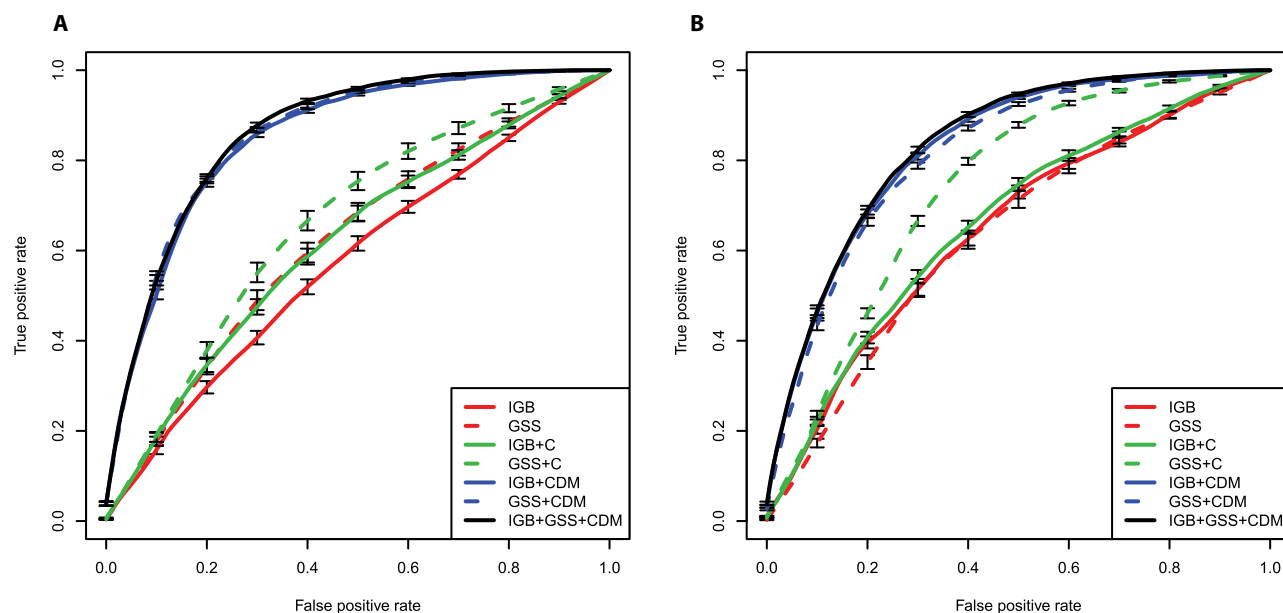 A
True positive rate
1.0
0.8
0.6
0.4
0.2
0.0
IGB
GSS
IGB+C
GSS+C
IGB+CDM
GSS+CDM
IGB+GSS+CDM
0.0 0.2 0.4 0.6 0.8 1.0
False positive rate
B
True positive rate
1.0
0.8
0.6
0.4
0.2
0.0
IGB
GSS
IGB+C
GSS+C
IGB+CDM
GSS+CDM
IGB+GSS+CDM
0.0 0.2 0.4 0.6 0.8 1.0
False positive rate